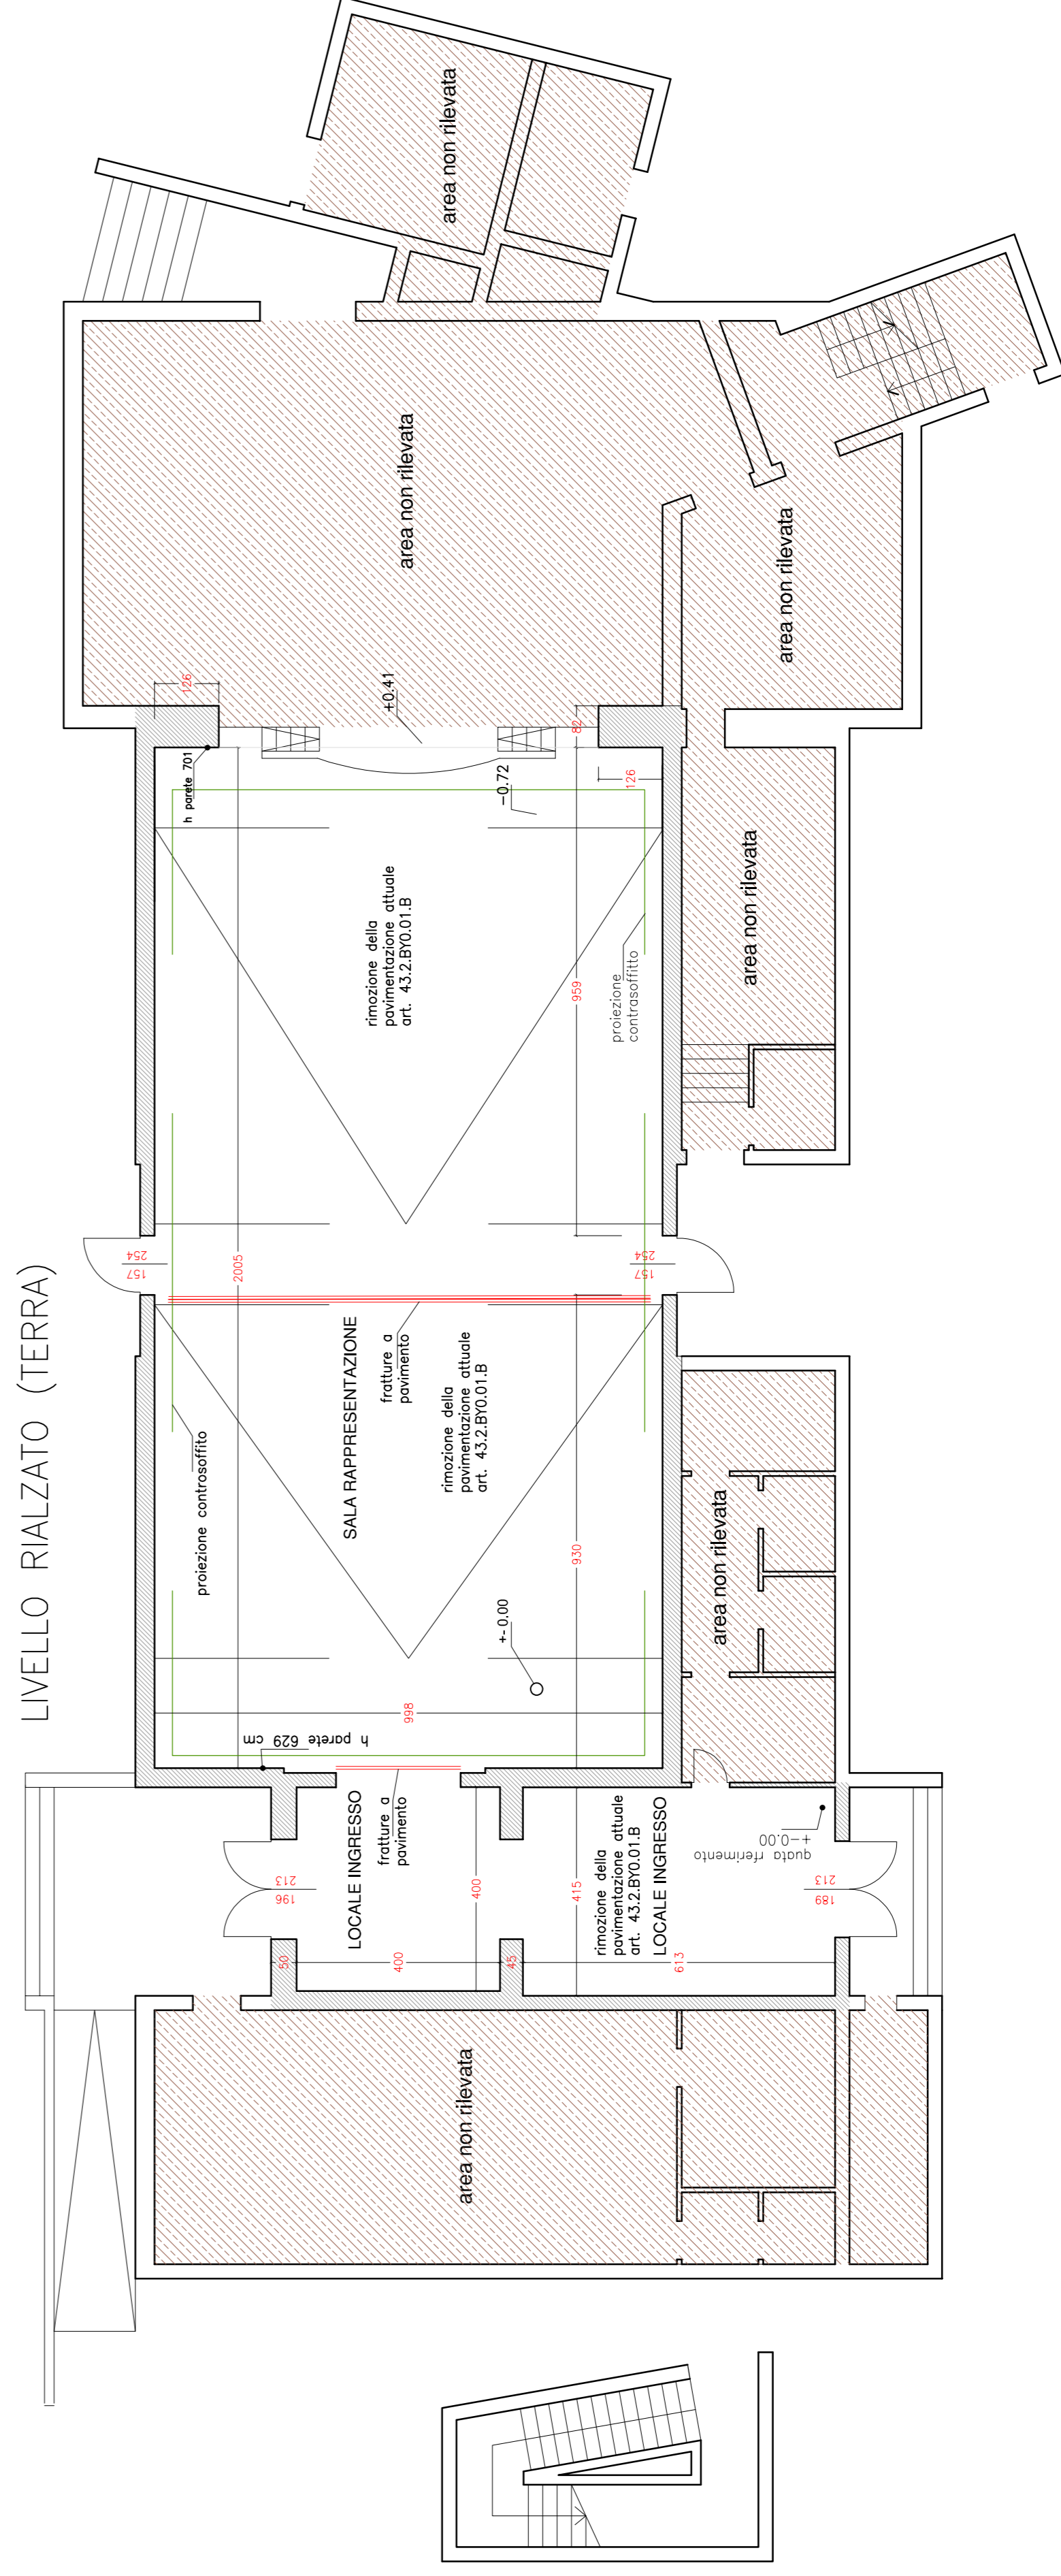 LIVELLO RIALZATO (TERRA)
area non rilevata
area non rilevata
area non rilevata
area non rilevata
area non rilevata
area non rilevata
126
h parete 701
+0.41
82
126
-0.72
rimozione della
pavimentazione attuale
art. 43.2.BY0.01.B
959
proiezione
contrasoffitto
254
157
2005
254
157
SALA RAPPRESENTAZIONE
fratture a
pavimento
rimozione della
pavimentazione attuale
art. 43.2.BY0.01.B
proiezione controsoffito
930
+-0.00
998
h parete 629 cm
LOCALE INGRESSO
fratture a
pavimento
400
415
rimozione della
pavimentazione attuale
art. 43.2.BY0.01.B
LOCALE INGRESSO
quata rferimento
+-0.00
213
196
213
189
50
400
45
613